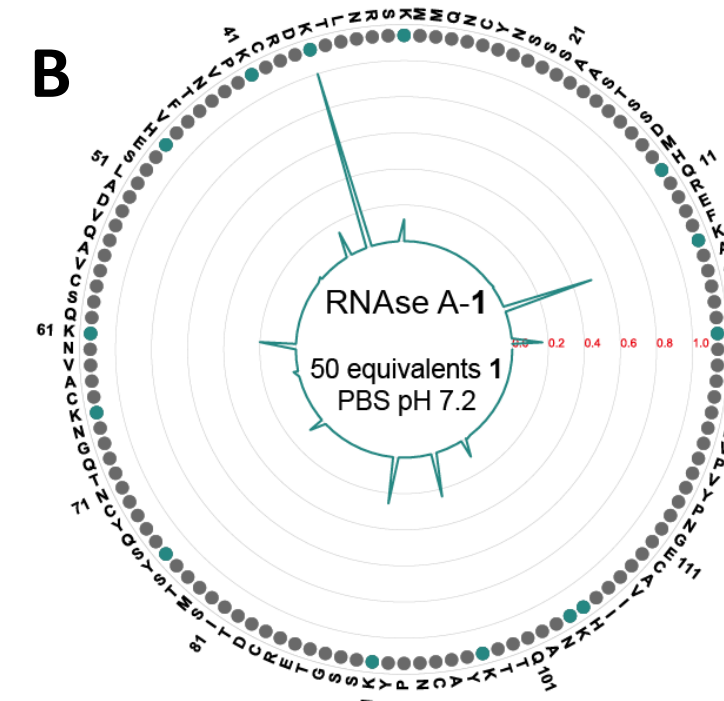 B
KFERQHMDSSTSAASSSNYCNQMMKSRNLTKDRCKPVNTFVHESLADVQAVCSQKNVACKNGQTNCYQSYSTMSITDCRETGSSKYPNCAYKTTQANKHIIVACEGNPYVP
11
21
41
51
61
71
81
101
111
RNAse A-1
0.0 0.2 0.4 0.6 0.8 1.0
50 equivalents 1
PBS pH 7.2